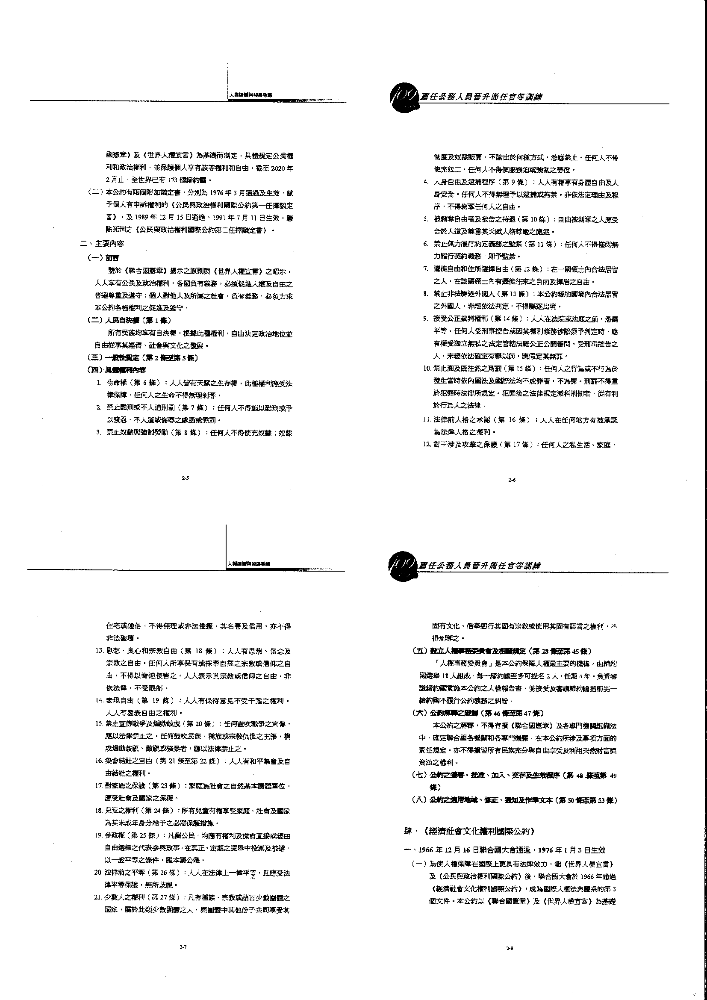 人權議題與發展專題
國憲章》及《世界人權宣言》為基礎而制定，具體規定公民權
利和政治權利，並保護個人享有該等權利和自由，截至 2020 年
2 月止，全世界已有 173 個締約國。
（二）本公約有兩個附加議定書，分別為 1976 年 3 月通過及生效，賦
予個人有申訴權利的《公民與政治權利國際公約第一任擇議定
書》，及 1989 年 12 月 15 日通過、1991 年 7 月 11 日生效，廢
除死刑之《公民與政治權利國際公約第二任擇議定書》。
二、主要內容
（一）前言
鑒於《聯合國憲章》揭示之原則與《世界人權宣言》之昭示，
人人享有公民及政治權利，各國負有義務，必須促進人權及自由之
普遍尊重及遵守；個人對他人及所屬之社會，負有義務，必須力求
本公約各種權利之促進及遵守。
（二）人民自決權（第 1 條）
所有民族均享有自決權，根據此種權利，自由決定政治地位並
自由從事其經濟、社會與文化之發展。
（三）一般性規定（第 2 條至第 5 條）
（四）具體權利內容
1. 生命權（第 6 條）：人人皆有天賦之生存權。此種權利應受法
律保障。任何人之生命不得無理剝奪。
2. 禁止酷刑或不人道刑罰（第 7 條）：任何人不得施以酷刑或予
以殘忍、不人道或侮辱之處遇或懲罰。
3. 禁止奴隸與強制勞動（第 8 條）：任何人不得使充奴隸；奴隸
2-5
109 薦任公務人員晉升簡任官等訓練
制度及奴隸販賣，不論出於何種方式，悉應禁止。任何人不得
使充奴工。任何人不得使服強迫或強制之勞役。
4. 人身自由及逮捕程序（第 9 條）：人人有權享有身體自由及人
身安全。任何人不得無理予以逮捕或拘禁。非依法定理由及程
序，不得剝奪任何人之自由。
5. 被剝奪自由者及被告之待遇（第 10 條）：自由被剝奪之人應受
合於人道及尊重其天賦人格尊嚴之處遇。
6. 禁止無力履行約定義務之監禁（第 11 條）：任何人不得僅因無
力履行契約義務，即予監禁。
7. 遷徙自由和住所選擇自由（第 12 條）：在一國領土內合法居留
之人，在該國領土內有遷徙往來之自由及擇居之自由。
8. 禁止非法驅逐外國人（第 13 條）：本公約締約國境內合法居留
之外國人，非經依法判定，不得驅逐出境。
9. 接受公正裁判權利（第 14 條）：人人在法院或法庭之前，悉屬
平等。任何人受刑事控告或因其權利義務涉訟須予判定時，應
有權受獨立無私之法定管轄法庭公正公開審問。受刑事控告之
人，未經依法確定有罪以前，應假定其無罪。
10. 禁止溯及既往然之刑罰（第 15 條）：任何人之行為或不行為於
發生當時依內國法及國際法均不成罪者，不為罪。刑罰不得重
於犯罪時法律所規定。犯罪後之法律規定減科刑罰者，從有利
於行為人之法律。
11. 法律前人格之承認（第 16 條）：人人在任何地方有被承認
為法律人格之權利。
12. 對干涉及攻擊之保護（第 17 條）：任何人之私生活、家庭、
2-6
人權議題與發展專題
住宅或通信，不得無理或非法侵擾，其名譽及信用，亦不得
非法破壞。
13. 思想、良心和宗教自由（第 18 條）：人人有思想、信念及
宗教之自由。任何人所享保有或採奉自擇之宗教或信仰之自
由，不得以脅迫侵害之。人人表示其宗教或信仰之自由，非
依法律，不受限制。
14. 表現自由（第 19 條）：人人有保持意見不受干預之權利。
人人有發表自由之權利。
15. 禁止宣傳戰爭及煽動歧視（第 20 條）：任何鼓吹戰爭之宣傳，
應以法律禁止之。任何鼓吹民族、種族或宗教仇恨之主張，構
成煽動歧視、敵視或強暴者，應以法律禁止之。
16. 集會結社之自由（第 21 條至第 22 條）：人人有和平集會及自
由結社之權利。
17. 對家庭之保護（第 23 條）：家庭為社會之自然基本團體單位，
應受社會及國家之保護。
18. 兒童之權利（第 24 條）：所有兒童有權享受家庭、社會及國家
為其未成年身分給予之必需保護措施。
19. 參政權（第 25 條）：凡屬公民，均應有權利及機會直接或經由
自由選擇之代表參與政事，在真正、定期之選舉中投票及被選，
以一般平等之條件，服本國公職。
20. 法律前之平等（第 26 條）：人人在法律上一律平等，且應受法
律平等保護，無所歧視。
21. 少數人之權利（第 27 條）：凡有種族、宗教或語言少數團體之
國家，屬於此類少數團體之人，與團體中其他份子共同享受其
2-7
109 薦任公務人員晉升簡任官等訓練
固有文化、信奉躬行其固有宗教或使用其固有語言之權利，不
得剝奪之。
（五）設立人權事務委員會及相關規定（第 28 條至第 45 條）
「人權事務委員會」是本公約保障人權最主要的機構，由締約
國選舉 18 人組成，每一締約國至多可提名 2 人，任期 4 年。負責審
議締約國實施本公約之人權報告書，並接受及審議締約國指稱另一
締約國不履行公約義務之糾紛。
（六）公約解釋之限制（第 46 條至第 47 條）
本公約之解釋，不得有損《聯合國憲章》及各專門機關組織法
中，確定聯合國各機關和各專門機關，在本公約所涉及事項方面的
責任規定。亦不得損害所有民族充分與自由享受及利用天然財富與
資源之權利。
（七）公約之簽署、批准、加入、交存及生效程序（第 48 條至第 49
條）
（八）公約之適用地域、修正、通知及作準文本（第 50 條至第 53 條）
肆、《經濟社會文化權利國際公約》
一、1966 年 12 月 16 日聯合國大會通過，1976 年 1 月 3 日生效
（一）為使人權保障在國際上更具有法律效力，繼《世界人權宣言》
及《公民與政治權利國際公約》後，聯合國大會於 1966 年通過
《經濟社會文化權利國際公約》，成為國際人權法典體系的第 3
個文件。本公約以《聯合國憲章》及《世界人權宣言》為基礎
2-8